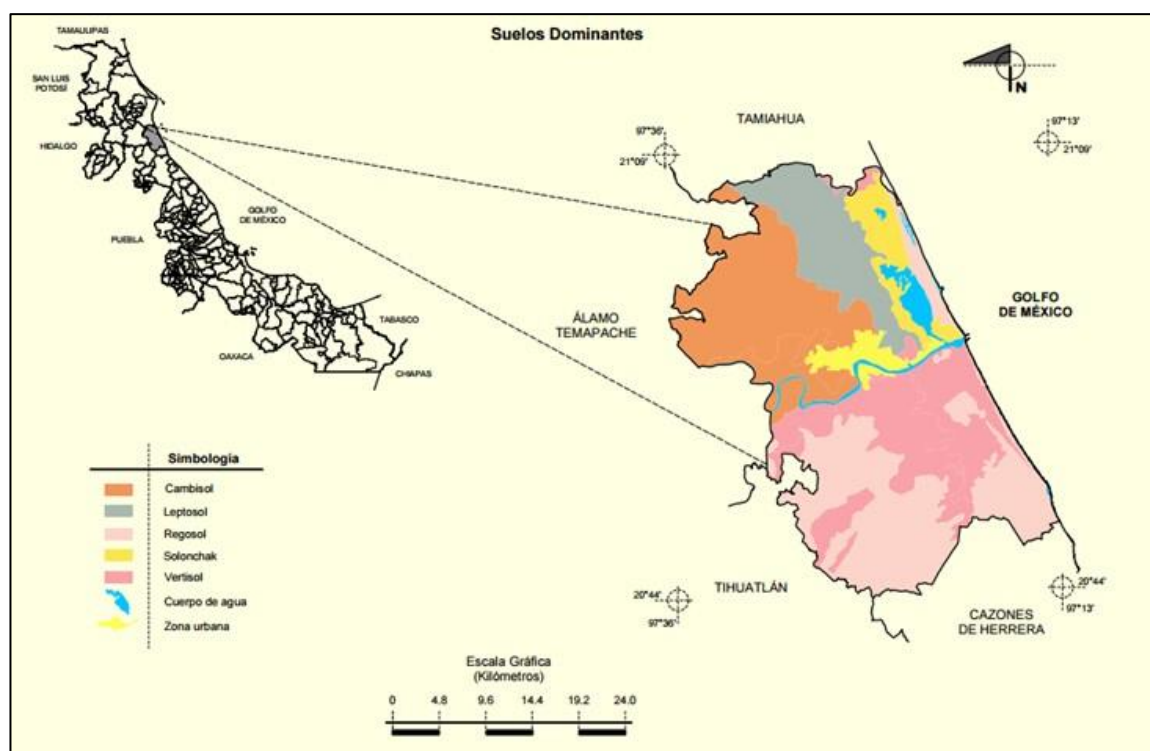 Suelos Dominantes
TAMAULIPAS
SAN LUIS
POTOSÍ
HIDALGO
PUEBLA
GOLFO
DE MÉXICO
OAXACA
TABASCO
CHIAPAS
N
TAMIAHUA
97°36'
21°09'
97°13'
21°09'
ÁLAMO
TEMAPACHE
GOLFO
DE MÉXICO
TIHUATLÁN
20°44'
97°36'
20°44'
97°13'
CAZONES
DE HERRERA
Simbología
Cambisol
Leptosol
Regosol
Solonchak
Vertisol
Cuerpo de agua
Zona urbana
Escala Gráfica
(Kilómetros)
0 4.8 9.6 14.4 19.2 24.0